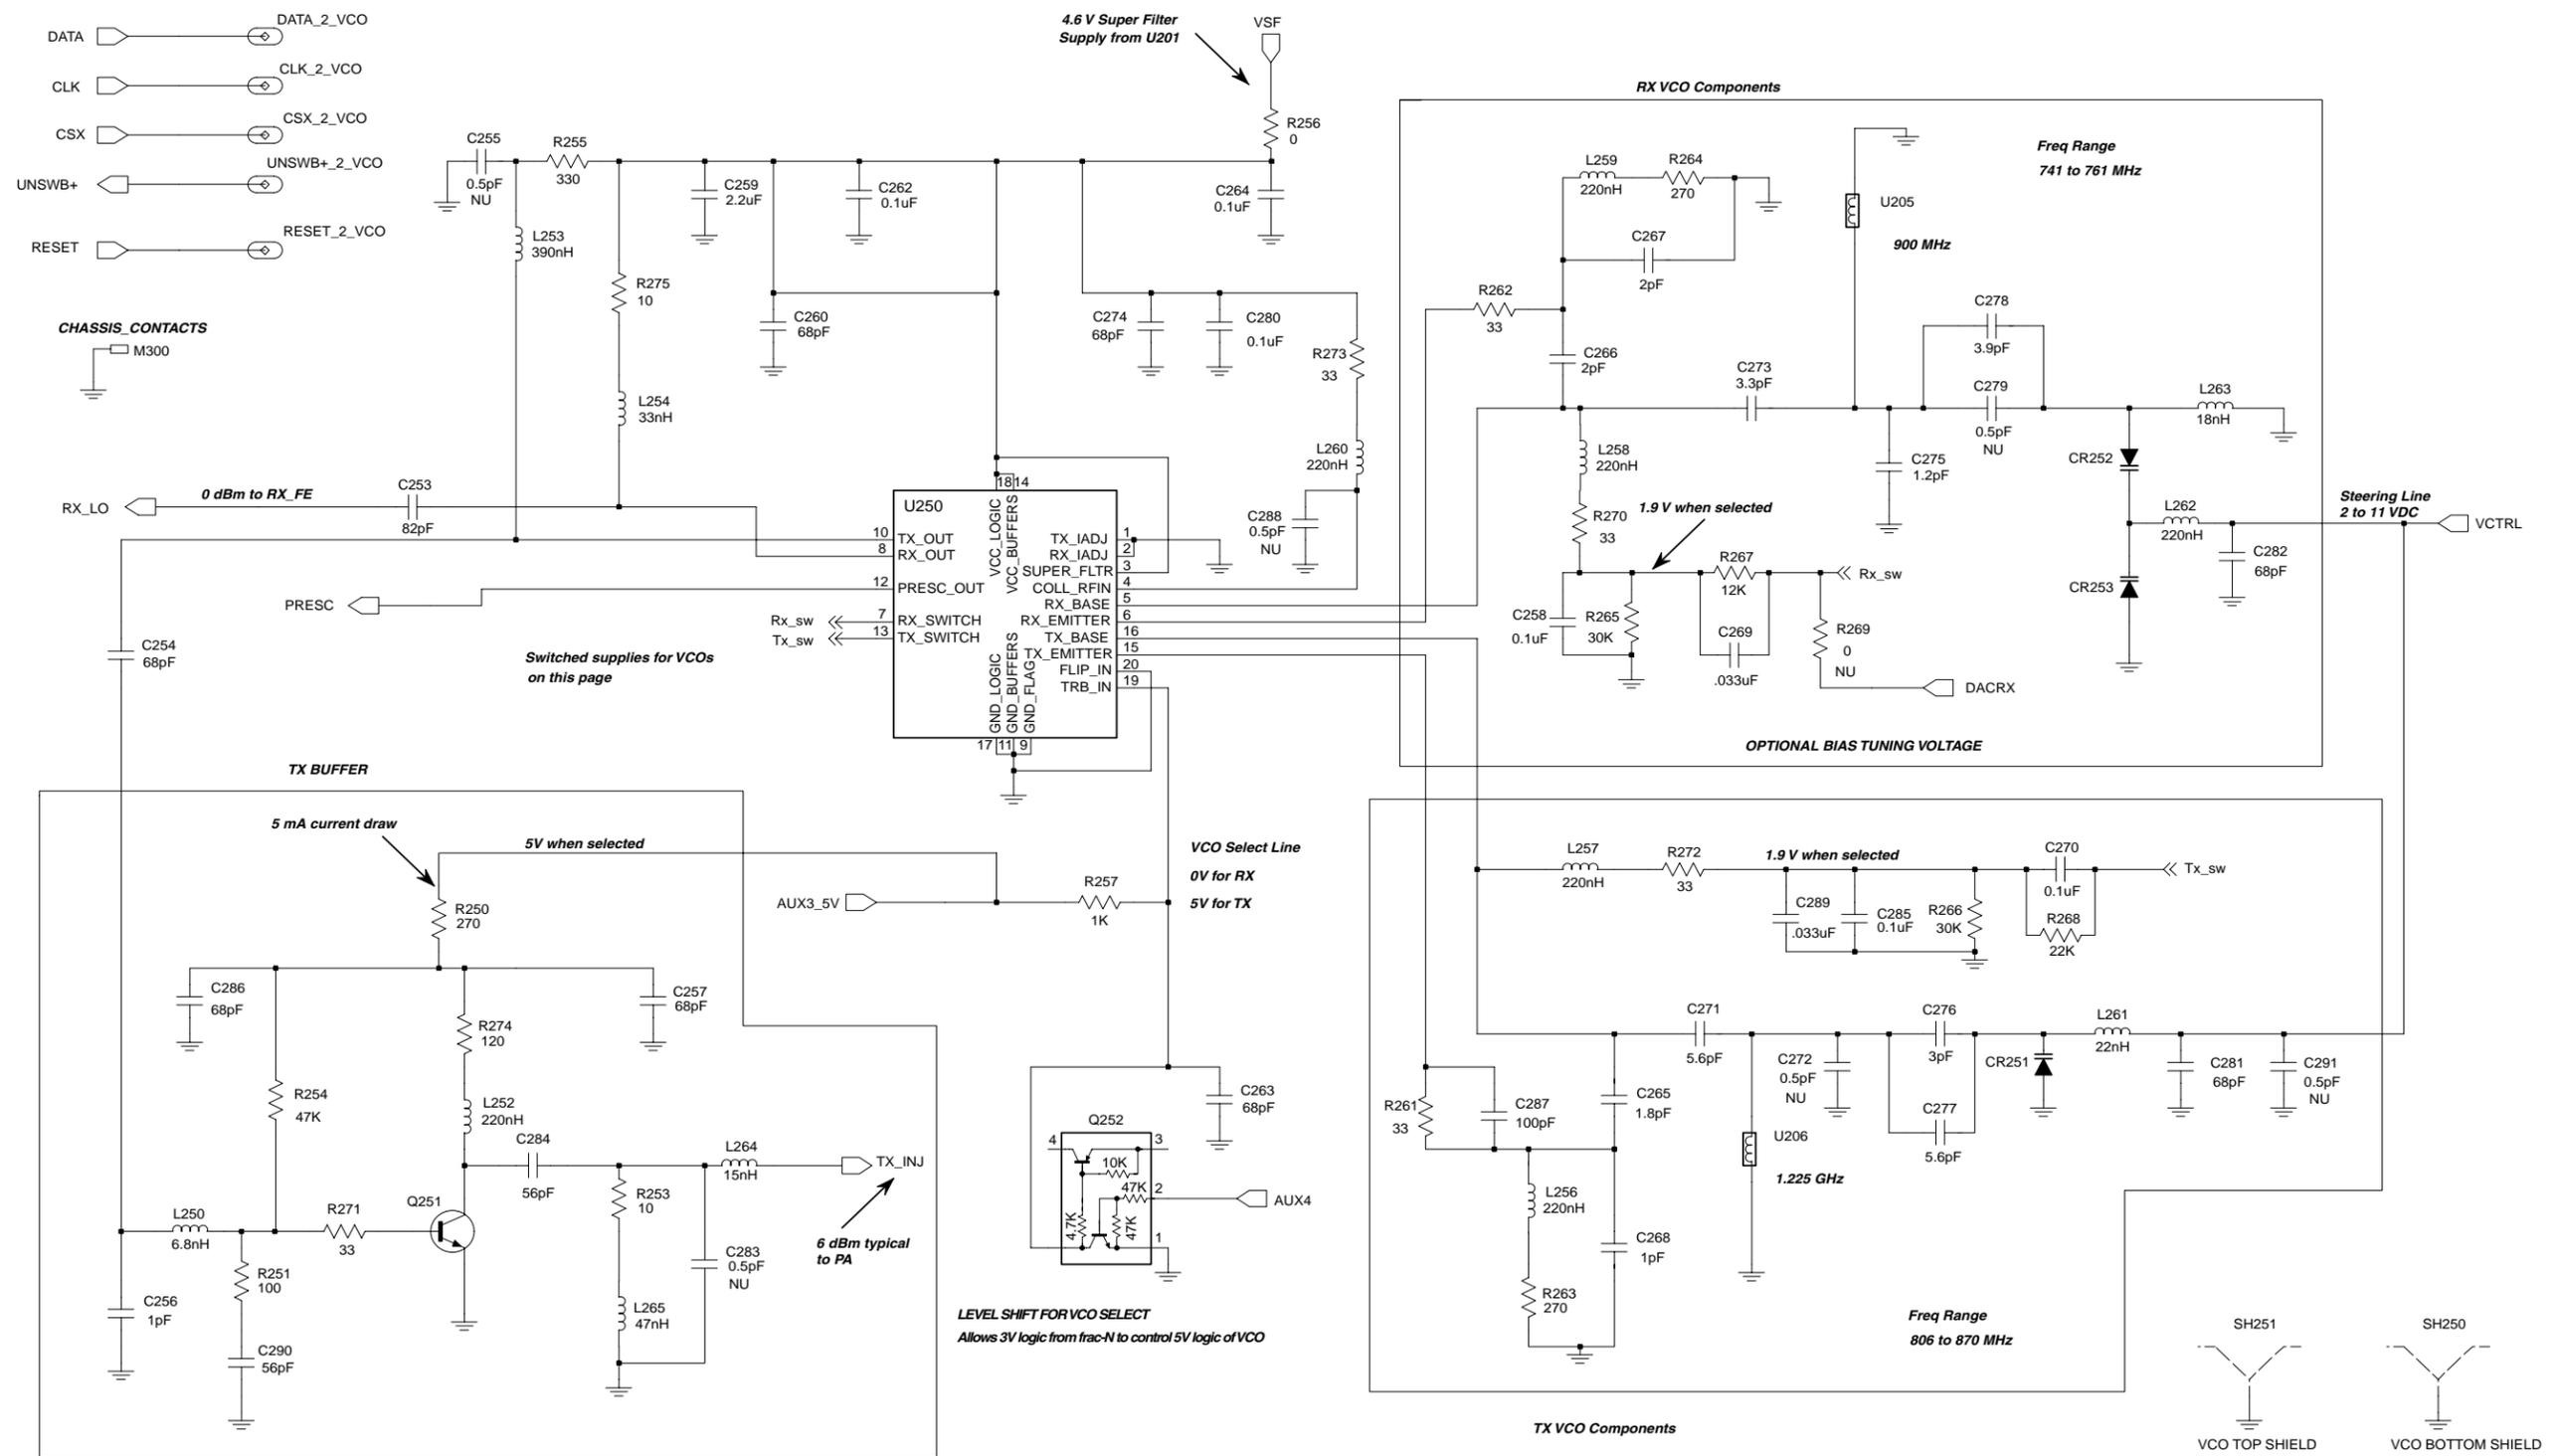 DATA
DATA_2_VCO
CLK
CLK_2_VCO
CSX
CSX_2_VCO
UNSWB+
UNSWB+_2_VCO
RESET
RESET_2_VCO
CHASSIS_CONTACTS
M300
4.6 V Super Filter
Supply from U201
VSF
R256
0
C255
0.5pF
NU
R255
330
L253
390nH
C259
2.2uF
C262
0.1uF
C264
0.1uF
R275
10
L254
33nH
C260
68pF
C274
68pF
C280
0.1uF
R273
33
L260
220nH
C288
0.5pF
NU
RX_LO
0 dBm to RX_FE
C253
82pF
PRESC
C254
68pF
Rx_sw
Tx_sw
Switched supplies for VCOs
on this page
U250
18
14
VCC_LOGIC
VCC_BUFFERS
10
TX_OUT
8
RX_OUT
12
PRESC_OUT
7
RX_SWITCH
13
TX_SWITCH
TX_IADJ
1
RX_IADJ
2
SUPER_FLTR
3
COLL_RFIN
4
RX_BASE
5
RX_EMITTER
6
TX_BASE
16
TX_EMITTER
15
FLIP_IN
20
TRB_IN
19
GND_LOGIC
GND_BUFFERS
GND_FLAG
17
11
9
RX VCO Components
Freq Range
741 to 761 MHz
L259
220nH
R264
270
C267
2pF
U205
900 MHz
R262
33
C266
2pF
C273
3.3pF
C278
3.9pF
C279
0.5pF
NU
L263
18nH
L258
220nH
C275
1.2pF
CR252
R270
33
1.9 V when selected
L262
220nH
Steering Line
2 to 11 VDC
VCTRL
C282
68pF
CR253
R267
12K
Rx_sw
C258
0.1uF
R265
30K
C269
.033uF
R269
0
NU
DACRX
OPTIONAL BIAS TUNING VOLTAGE
TX BUFFER
5 mA current draw
5V when selected
R250
270
AUX3_5V
R257
1K
VCO Select Line
0V for RX
5V for TX
C286
68pF
C257
68pF
R274
120
R254
47K
L252
220nH
C284
56pF
L264
15nH
TX_INJ
R253
10
6 dBm typical
to PA
L250
6.8nH
R271
33
Q251
R251
100
C283
0.5pF
NU
C256
1pF
L265
47nH
C290
56pF
C263
68pF
Q252
4
3
10K
47K
2
4.7K
47K
1
AUX4
LEVEL SHIFT FOR VCO SELECT
Allows 3V logic from frac-N to control 5V logic of VCO
L257
220nH
R272
33
1.9 V when selected
C270
0.1uF
Tx_sw
C289
.033uF
C285
0.1uF
R266
30K
R268
22K
C271
5.6pF
C272
0.5pF
NU
C276
3pF
CR251
L261
22nH
C281
68pF
C291
0.5pF
NU
R261
33
C287
100pF
C265
1.8pF
C277
5.6pF
U206
1.225 GHz
L256
220nH
C268
1pF
R263
270
Freq Range
806 to 870 MHz
TX VCO Components
SH251
VCO TOP SHIELD
SH250
VCO BOTTOM SHIELD